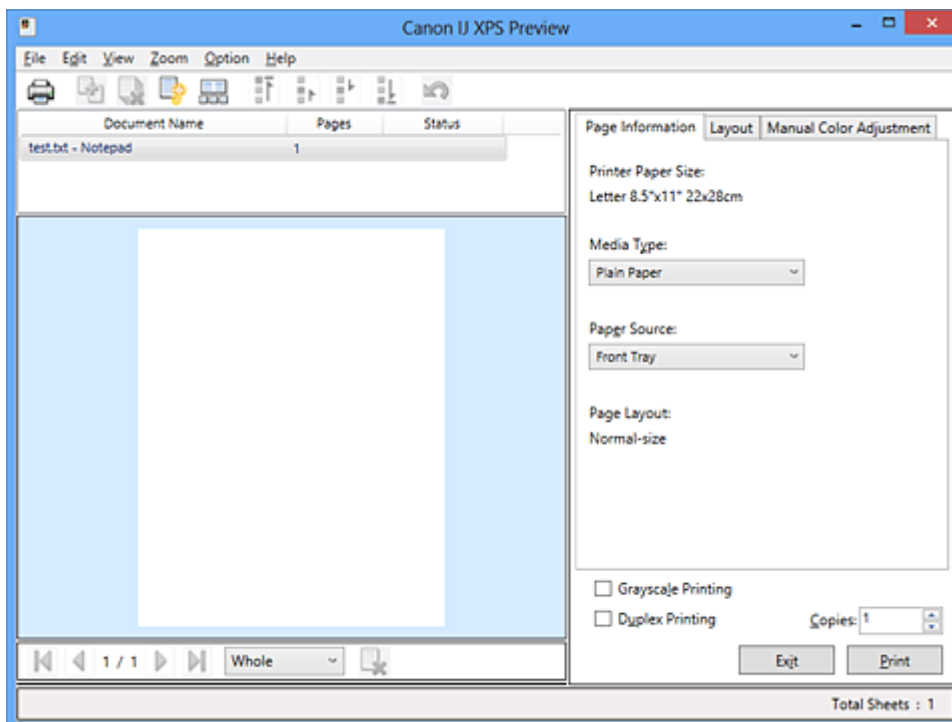 Canon IJ XPS Preview
File Edit View Zoom Option Help
Document Name Pages Status
test.txt - Notepad 1
Page Information Layout Manual Color Adjustment
Printer Paper Size:
Letter 8.5"x11" 22x28cm
Media Type:
Plain Paper
Paper Source:
Front Tray
Page Layout:
Normal-size
Grayscale Printing
Duplex Printing Copies: 1
1 / 1 Whole
Exit Print
Total Sheets : 1